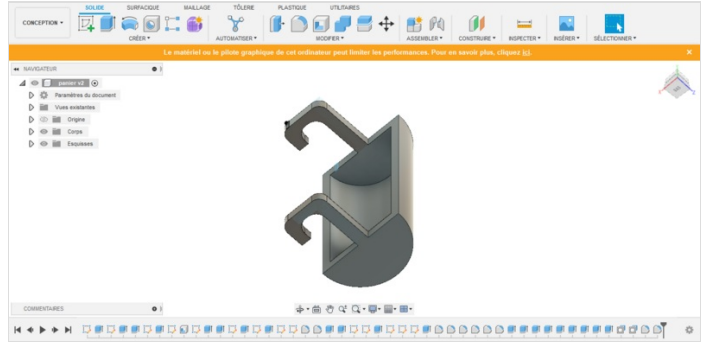 SOLIDE SURFACIQUE MAILLAGE TÔLERIE PLASTIQUE UTILITAIRES
CONCEPTION
CRÉER AUTOMATISER MODIFIER ASSEMBLER CONSTRUIRE INSPECTER INSÉRER SÉLECTIONNER
Le matériel ou le pilote graphique de cet ordinateur peut limiter les performances. Pour en savoir plus, cliquez ici.
NAVIGATEUR
panier v2
Paramètres du document
Vues existantes
Origine
Corps
Esquisses
COMMENTAIRES